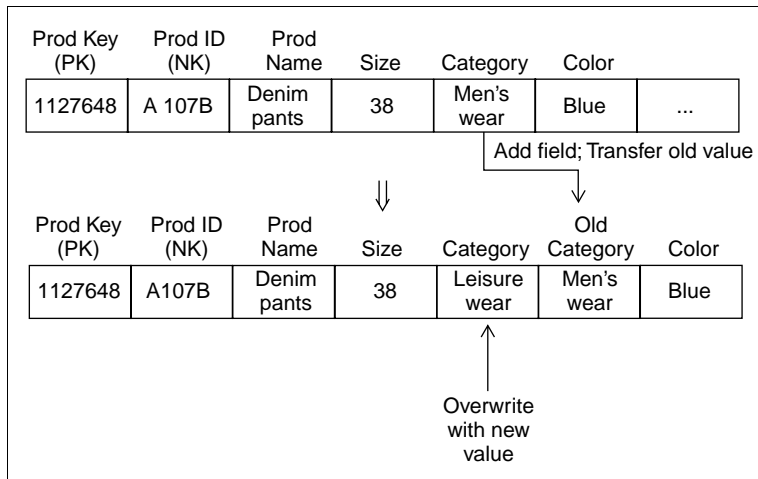 Prod Key Prod ID Prod
(PK) (NK) Name Size Category Color
1127648 A 107B Denim pants 38 Men's wear Blue ...
Add field; Transfer old value
Prod Key Prod ID Prod Old
(PK) (NK) Name Size Category Category Color
1127648 A107B Denim pants 38 Leisure wear Men's wear Blue
Overwrite
with new
value